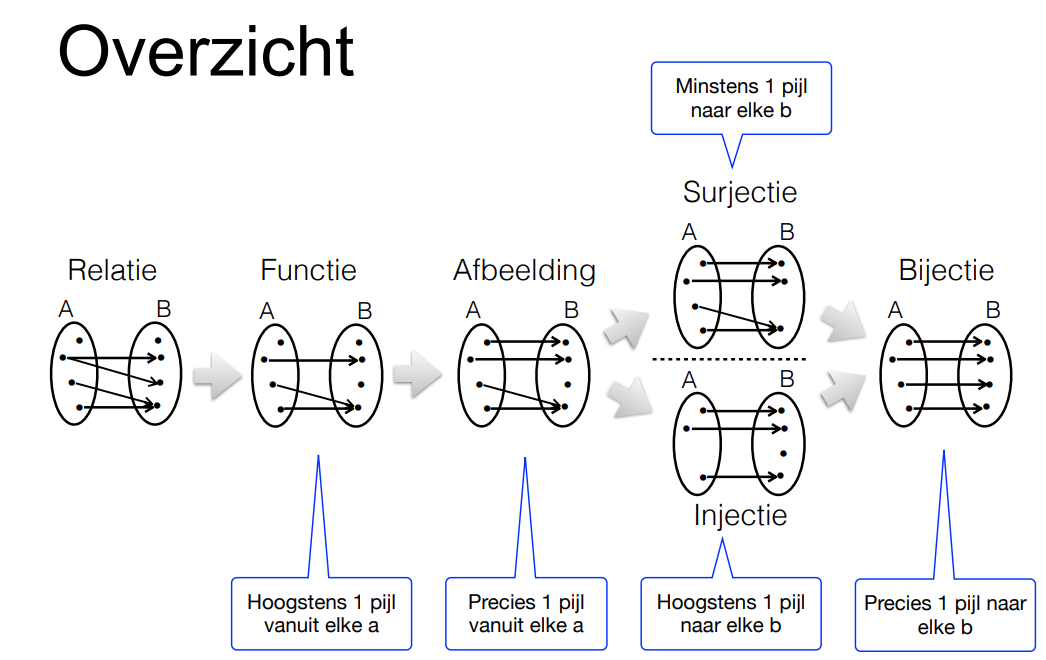 Overzicht
Minstens 1 pijl
naar elke b
Surjectie
A B
Relatie
A B
Functie
A B
Afbeelding
A B
Bijectie
A B
A B
Injectie
Hoogstens 1 pijl
vanuit elke a
Precies 1 pijl
vanuit elke a
Hoogstens 1 pijl
naar elke b
Precies 1 pijl naar
elke b